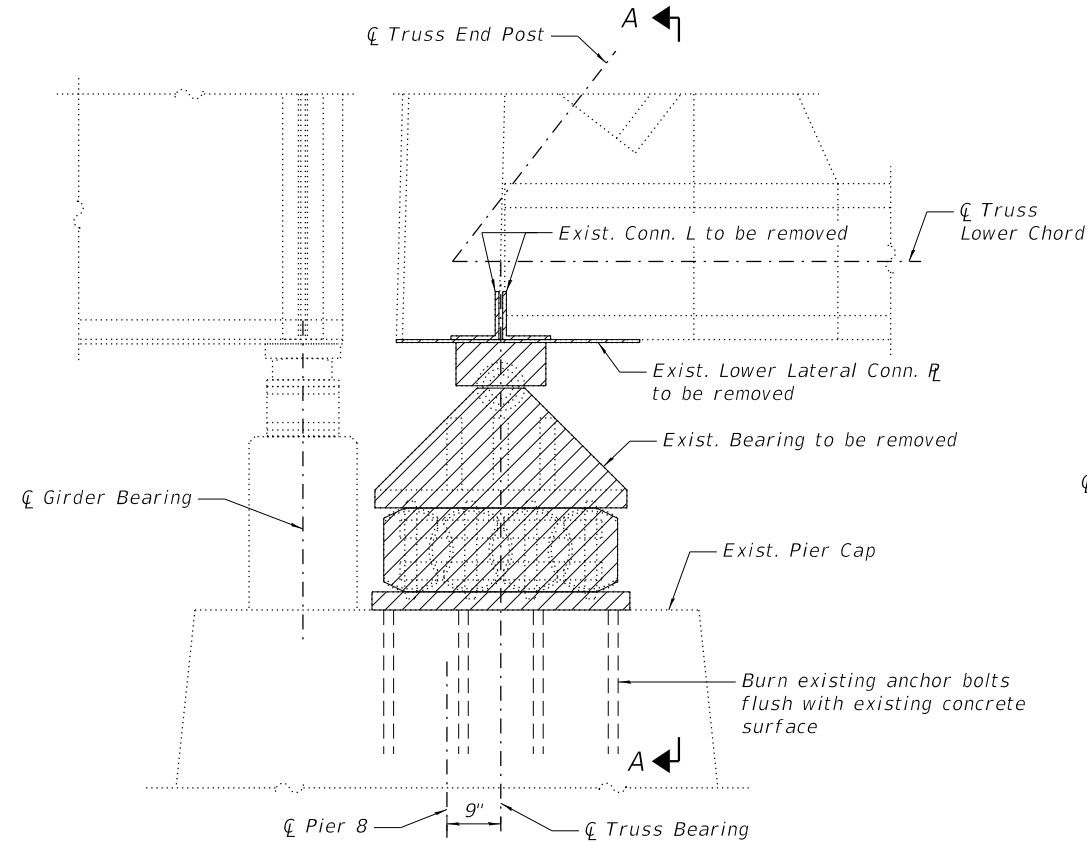 A
℄ Truss End Post
℄ Truss
Lower Chord
Exist. Conn. L to be removed
Exist. Lower Lateral Conn. ⅊
to be removed
Exist. Bearing to be removed
℄ Girder Bearing
℄
Exist. Pier Cap
Burn existing anchor bolts
flush with existing concrete
surface
A
9"
℄ Pier 8
℄ Truss Bearing